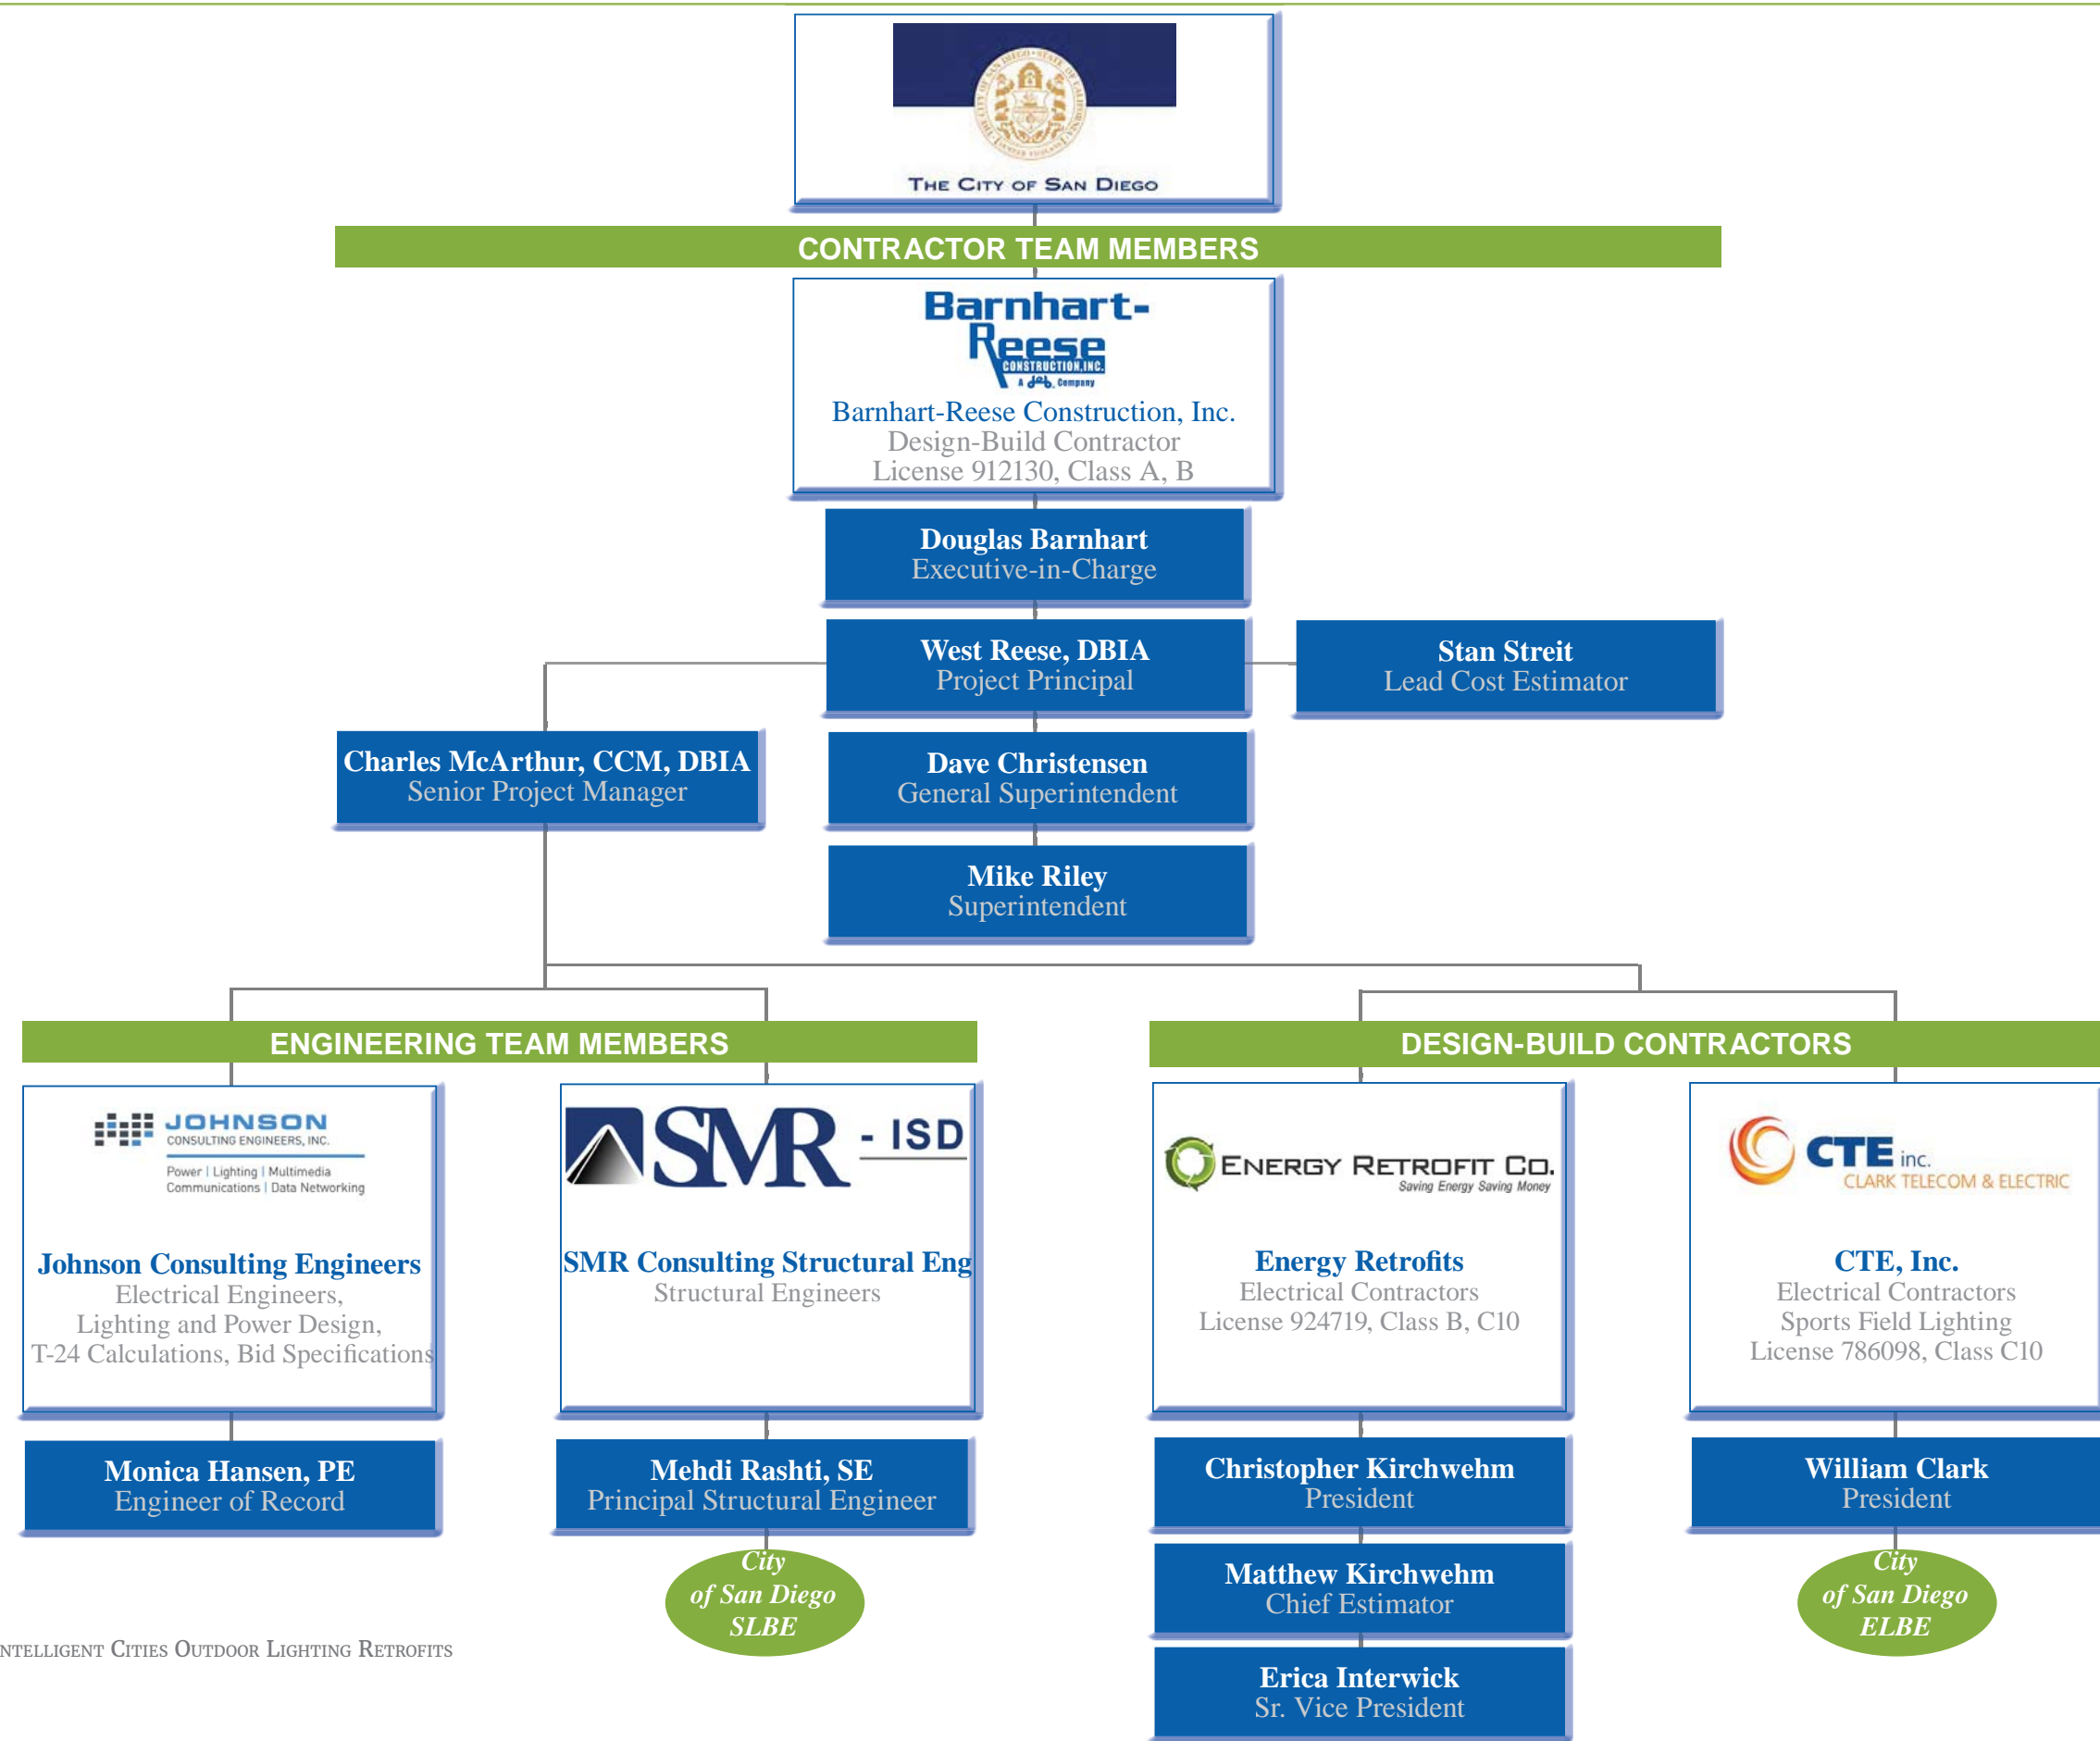 THE CITY OF SAN DIEGO
CONTRACTOR TEAM MEMBERS
Barnhart-
Reese
CONSTRUCTION, INC.
A Company
Barnhart-Reese Construction, Inc.
Design-Build Contractor
License 912130, Class A, B
Douglas Barnhart
Executive-in-Charge
West Reese, DBIA
Project Principal
Stan Streit
Lead Cost Estimator
Charles McArthur, CCM, DBIA
Senior Project Manager
Dave Christensen
General Superintendent
Mike Riley
Superintendent
ENGINEERING TEAM MEMBERS
DESIGN-BUILD CONTRACTORS
JOHNSON
CONSULTING ENGINEERS, INC.
Power | Lighting | Multimedia
Communications | Data Networking
Johnson Consulting Engineers
Electrical Engineers,
Lighting and Power Design,
T-24 Calculations, Bid Specifications
Monica Hansen, PE
Engineer of Record
SMR - ISD
SMR Consulting Structural Eng
Structural Engineers
Mehdi Rashti, SE
Principal Structural Engineer
City
of San Diego
SLBE
ENERGY RETROFIT CO.
Saving Energy Saving Money
Energy Retrofits
Electrical Contractors
License 924719, Class B, C10
Christopher Kirchwehm
President
Matthew Kirchwehm
Chief Estimator
Erica Interwick
Sr. Vice President
CTE inc.
CLARK TELECOM & ELECTRIC
CTE, Inc.
Electrical Contractors
Sports Field Lighting
License 786098, Class C10
William Clark
President
City
of San Diego
ELBE
NTELLIGENT CITIES OUTDOOR LIGHTING RETROFITS